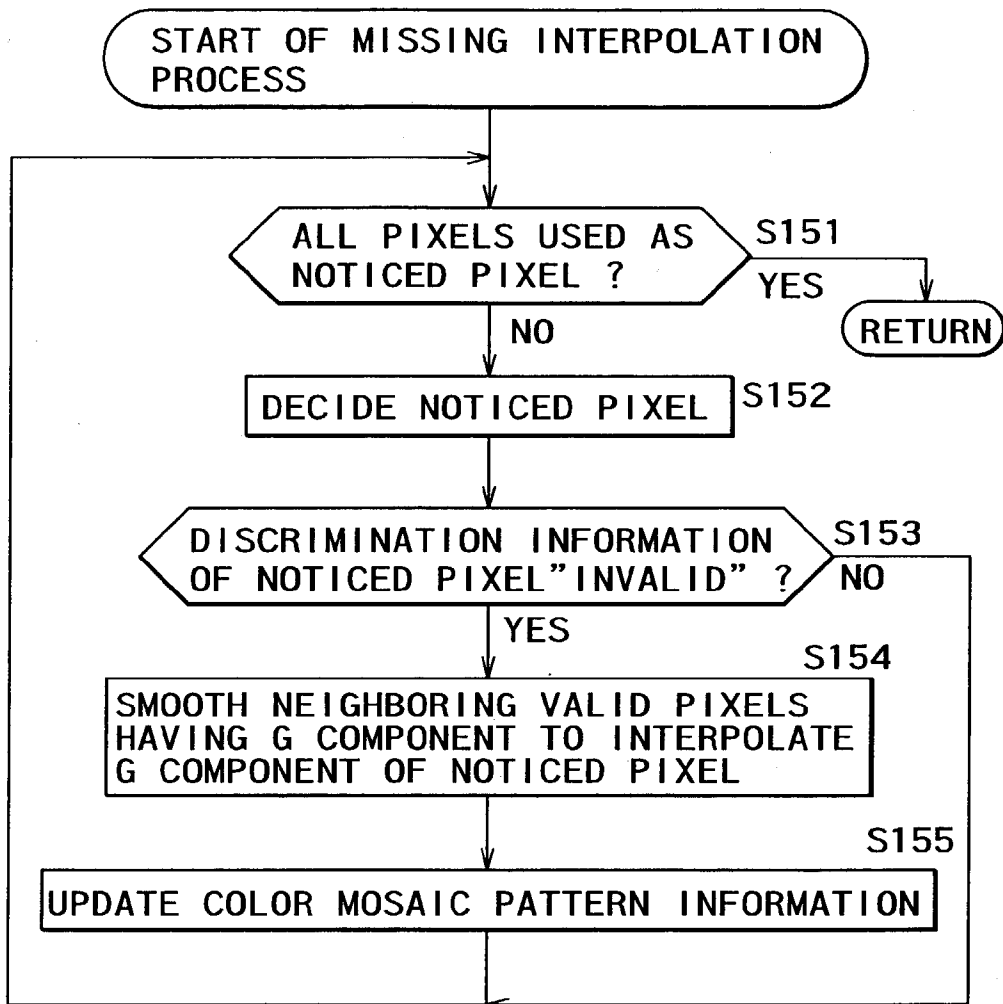 START OF MISSING INTERPOLATION
PROCESS
ALL PIXELS USED AS
NOTICED PIXEL ?
S151
YES
RETURN
NO
DECIDE NOTICED PIXEL
S152
DISCRIMINATION INFORMATION
OF NOTICED PIXEL”INVALID” ?
S153
NO
YES
S154
SMOOTH NEIGHBORING VALID PIXELS
HAVING G COMPONENT TO INTERPOLATE
G COMPONENT OF NOTICED PIXEL
S155
UPDATE COLOR MOSAIC PATTERN INFORMATION